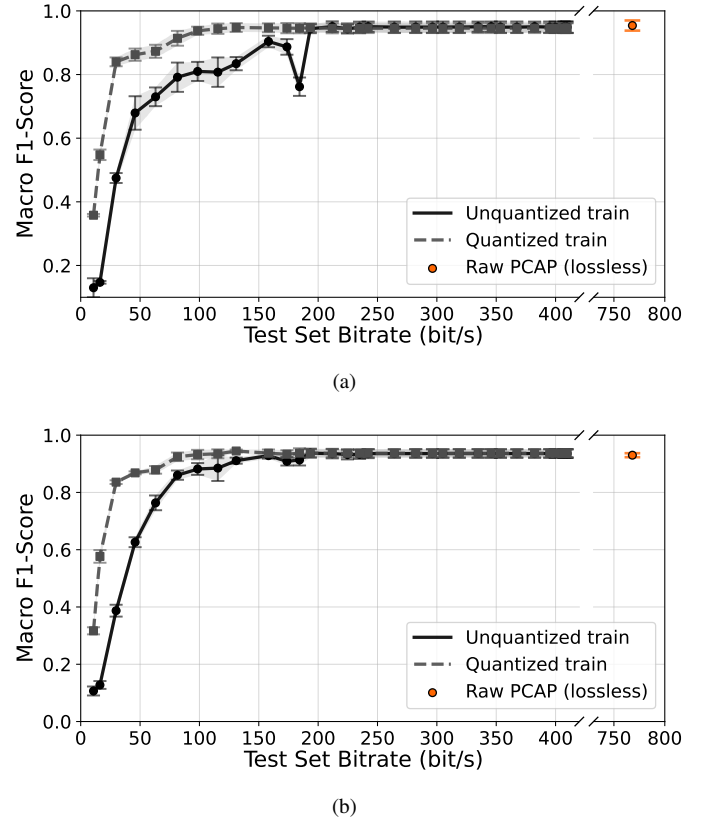 1.0
0.8
0.6
0.4
0.2
Macro F1-Score
Unquantized train
Quantized train
Raw PCAP (lossless)
0 50 100 150 200 250 300 350 400 750 800
Test Set Bitrate (bit/s)
(a)
1.0
0.8
0.6
0.4
0.2
0.0
Macro F1-Score
Unquantized train
Quantized train
Raw PCAP (lossless)
0 50 100 150 200 250 300 350 400 750 800
Test Set Bitrate (bit/s)
(b)